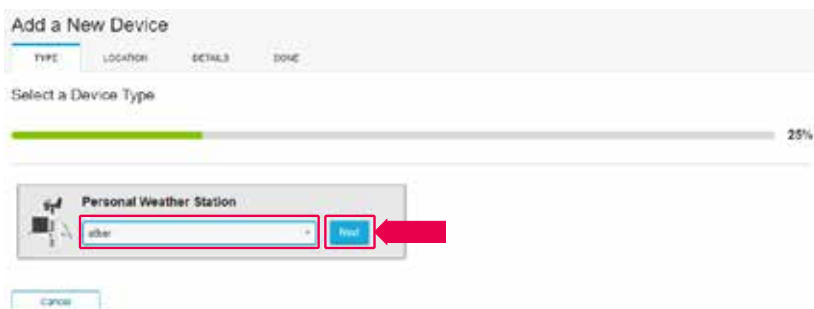 Add a New Device
TYPE LOCATION DETAILS DONE
Select a Device Type
25%
Personal Weather Station
other Next
Cancel